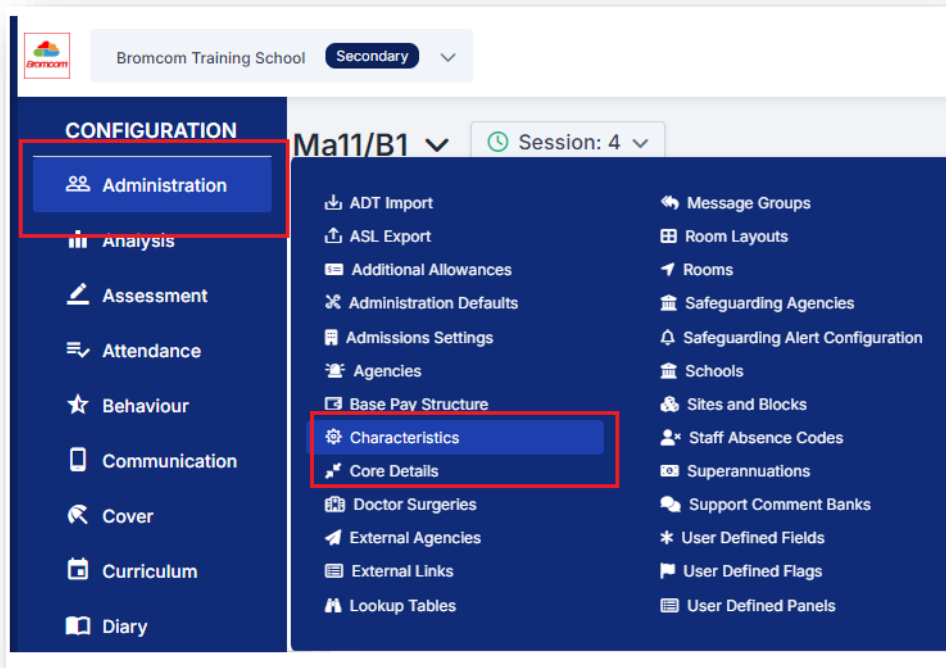 Bromcom
Bromcom Training School Secondary
CONFIGURATION
Administration
Analysis
Assessment
Attendance
Behaviour
Communication
Cover
Curriculum
Diary
Ma11/B1 Session: 4
ADT Import
ASL Export
Additional Allowances
Administration Defaults
Admissions Settings
Agencies
Base Pay Structure
Characteristics
Core Details
Doctor Surgeries
External Agencies
External Links
Lookup Tables
Message Groups
Room Layouts
Rooms
Safeguarding Agencies
Safeguarding Alert Configuration
Schools
Sites and Blocks
Staff Absence Codes
Superannuations
Support Comment Banks
User Defined Fields
User Defined Flags
User Defined Panels